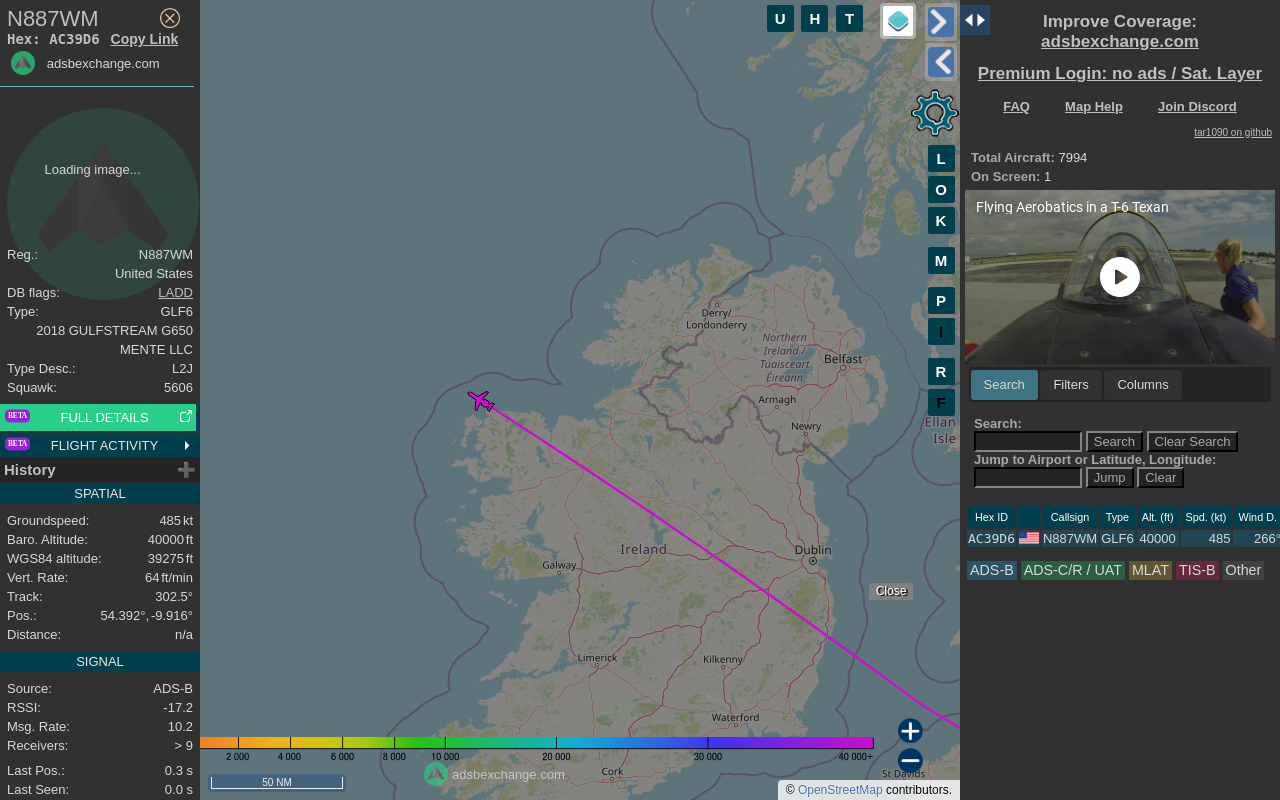 N887WM
Hex: AC39D6 Copy Link
adsbexchange.com
Loading image...
Reg.: N887WM
United States
DB flags: LADD
Type: GLF6
2018 GULFSTREAM G650
MENTE LLC
Type Desc.: L2J
Squawk: 5606
BETA FULL DETAILS
BETA FLIGHT ACTIVITY
History
SPATIAL
Groundspeed: 485 kt
Baro. Altitude: 40000 ft
WGS84 altitude: 39275 ft
Vert. Rate: 64 ft/min
Track: 302.5°
Pos.: 54.392°, -9.916°
Distance: n/a
SIGNAL
Source: ADS-B
RSSI: -17.2
Msg. Rate: 10.2
Receivers: > 9
Last Pos.: 0.3 s
Last Seen: 0.0 s
U H T
L
O
K
M
P
I
R
F
Derry/
Londonderry
Northern
Ireland /
Tuaisceart
Éireann
Belfast
Armagh
Newry
Ellan
Isle
Ireland
Galway
Dublin
Close
Limerick
Kilkenny
Waterford
Cork
St Davids
2 000 4 000 6 000 8 000 10 000 20 000 30 000 40 000+
adsbexchange.com
50 NM
© OpenStreetMap contributors.
Improve Coverage:
adsbexchange.com
Premium Login: no ads / Sat. Layer
FAQ Map Help Join Discord
tar1090 on github
Total Aircraft: 7994
On Screen: 1
Flying Aerobatics in a T-6 Texan
Search Filters Columns
Search:
Search Clear Search
Jump to Airport or Latitude, Longitude:
Jump Clear
Hex ID Callsign Type Alt. (ft) Spd. (kt) Wind D.
AC39D6 N887WM GLF6 40000 485 266°
ADS-B ADS-C/R / UAT MLAT TIS-B Other